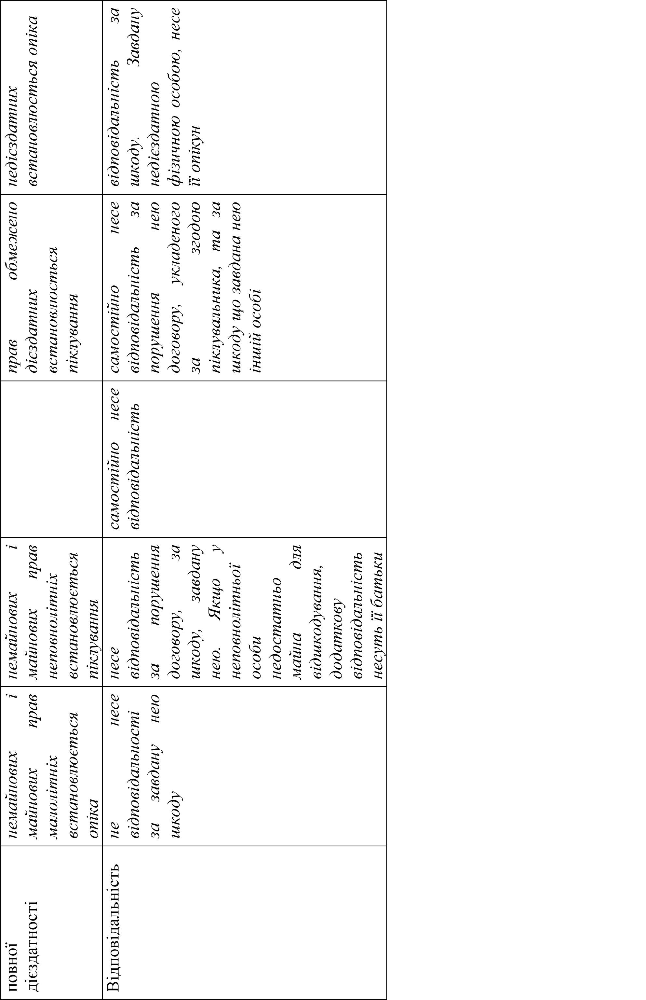 повної
дієздатності
немайнових і
майнових прав
малолітніх
встановлюється
опіка
немайнових і
майнових прав
неповнолітніх
встановлюється
піклування
прав обмежено
дієздатних
встановлюється
піклування
недієздатних
встановлюється опіка
Відповідальність
не несе
відповідальності
за завдану нею
шкоду
несе
відповідальність
за порушення
договору, за
шкоду, завдану
нею. Якщо у
неповнолітньої
особи
недостатньо
майна для
відшкодування,
додаткову
відповідальність
несуть її батьки
самостійно несе
відповідальність
самостійно несе
відповідальність за
порушення нею
договору, укладеного
за згодою
піклувальника, та за
шкоду що завдана нею
іншій особі
відповідальність за
шкоду. Завдану
недієздатною
фізичною особою, несе
її опікун